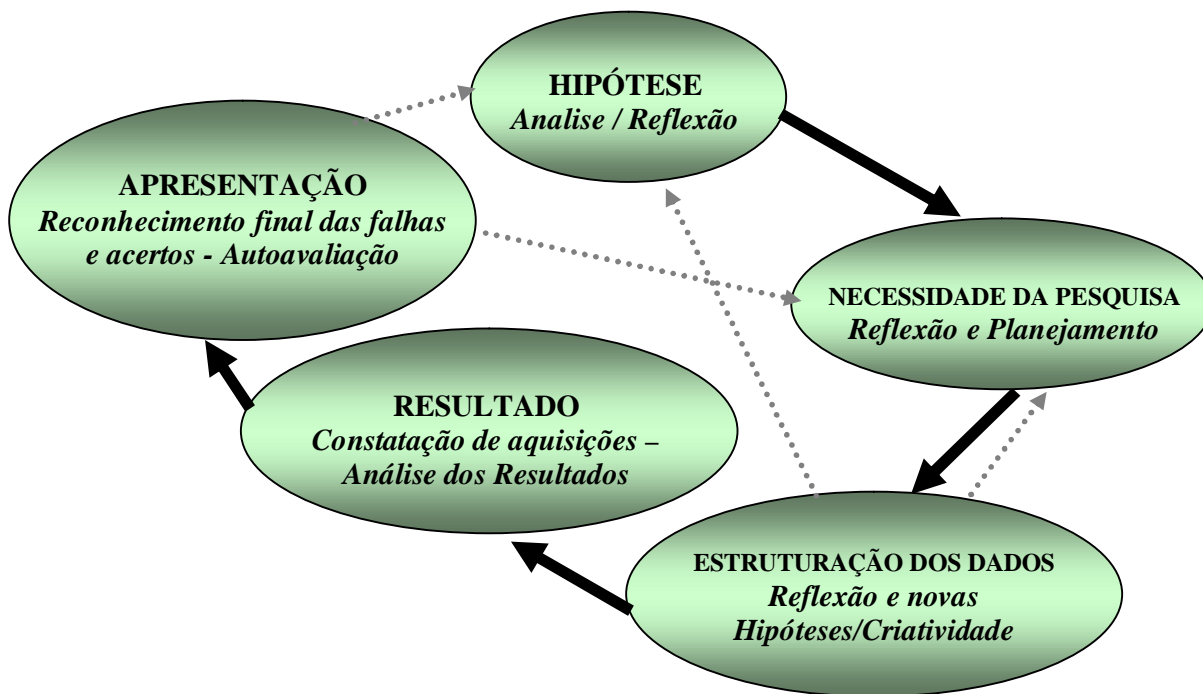 HIPÓTESE
Analise / Reflexão
APRESENTAÇÃO
Reconhecimento final das falhas
e acertos - Autoavaliação
NECESSIDADE DA PESQUISA
Reflexão e Planejamento
RESULTADO
Constatação de aquisições –
Análise dos Resultados
ESTRUTURAÇÃO DOS DADOS
Reflexão e novas
Hipóteses/Criatividade